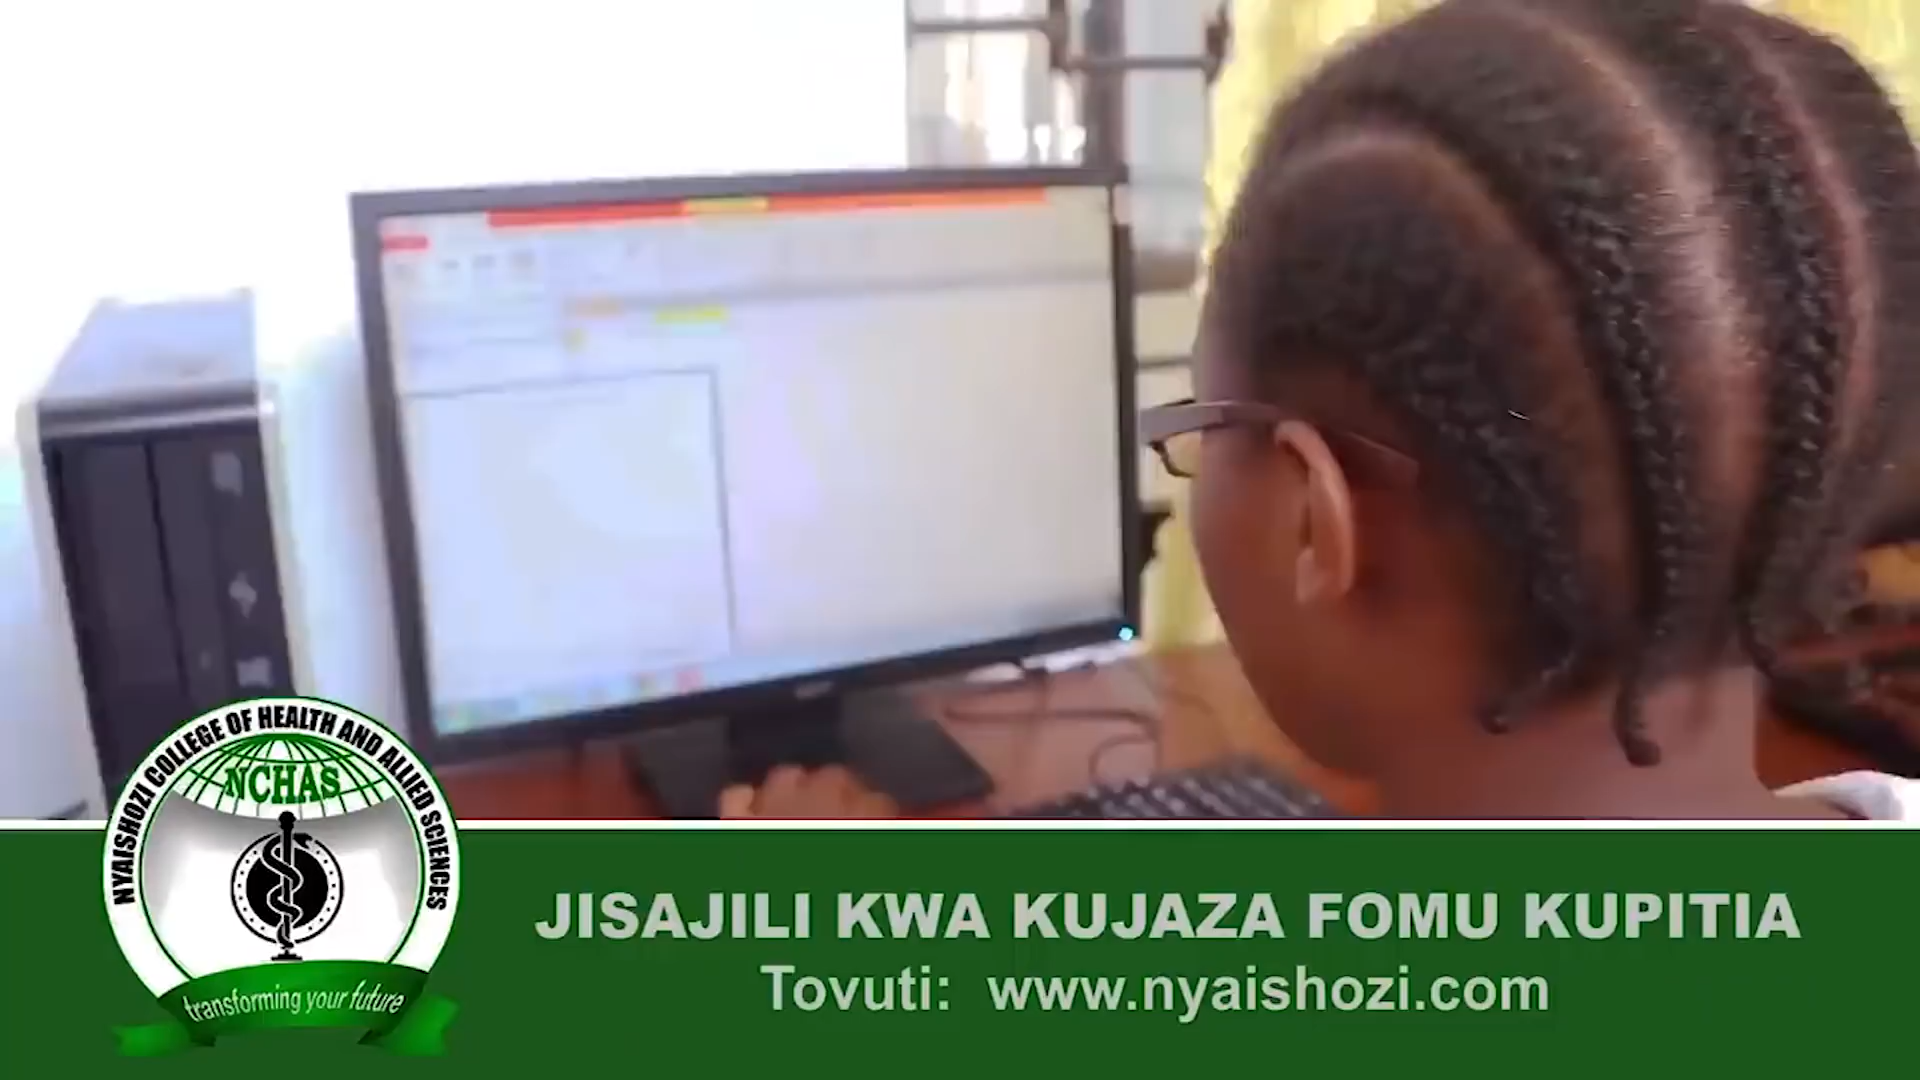 NYAISHOZI COLLEGE OF HEALTH AND ALLIED SCIENCES
NCHAS
transforming your future
JISAJILI KWA KUJAZA FOMU KUPITIA
Tovuti: www.nyaishozi.com